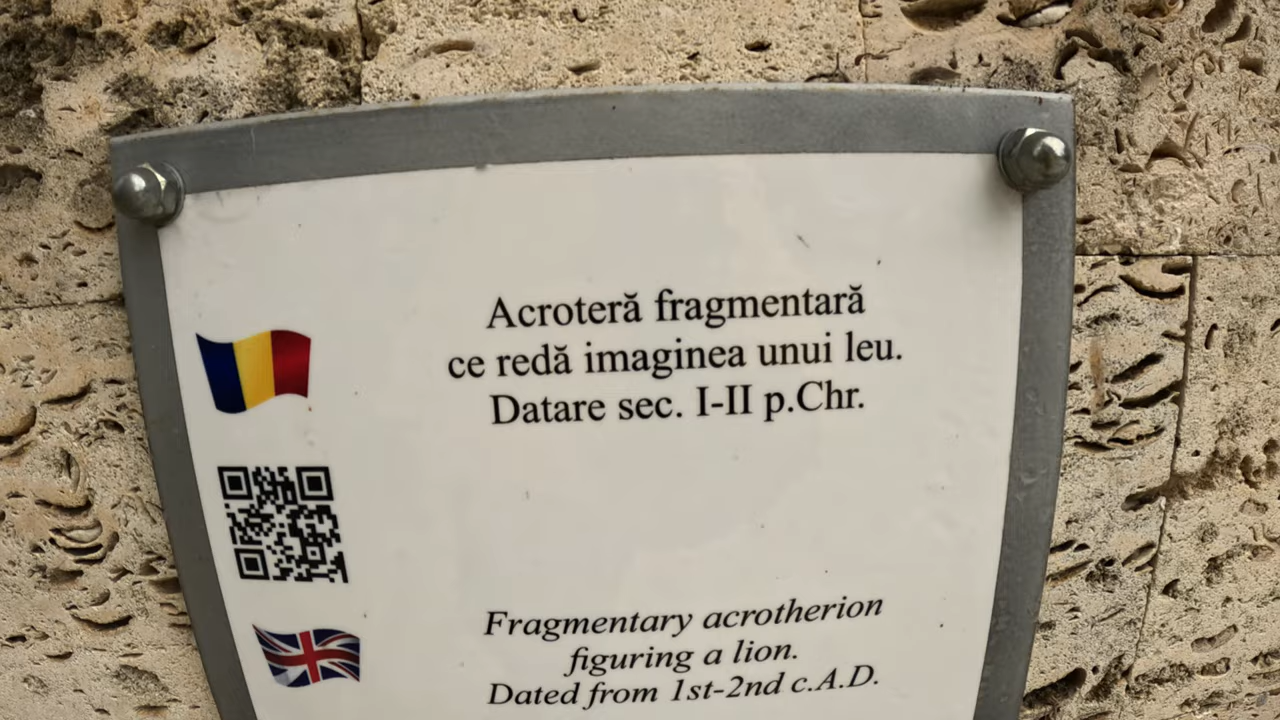 Acroteră fragmentară
ce redă imaginea unui leu.
Datare sec. I-II p.Chr.
Fragmentary acrotherion
figuring a lion.
Dated from 1st-2nd c.A.D.